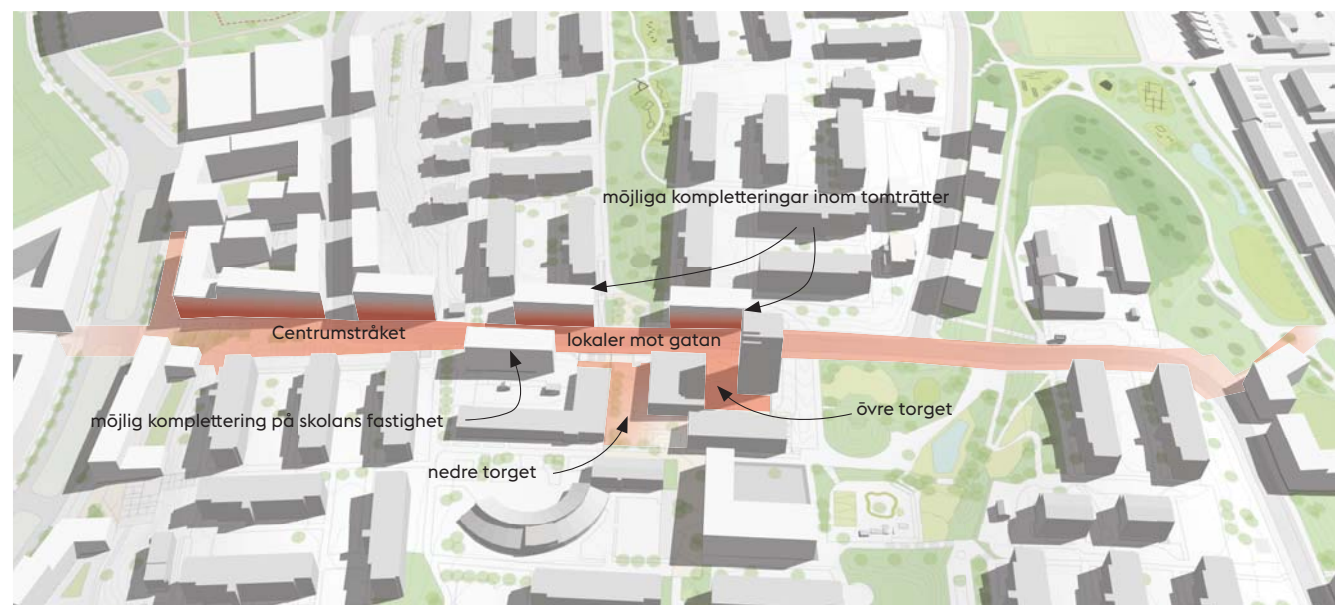 möjliga kompletteringar inom tomträtter
Centrumstråket
lokaler mot gatan
möjlig komplettering på skolans fastighet
övre torget
nedre torget